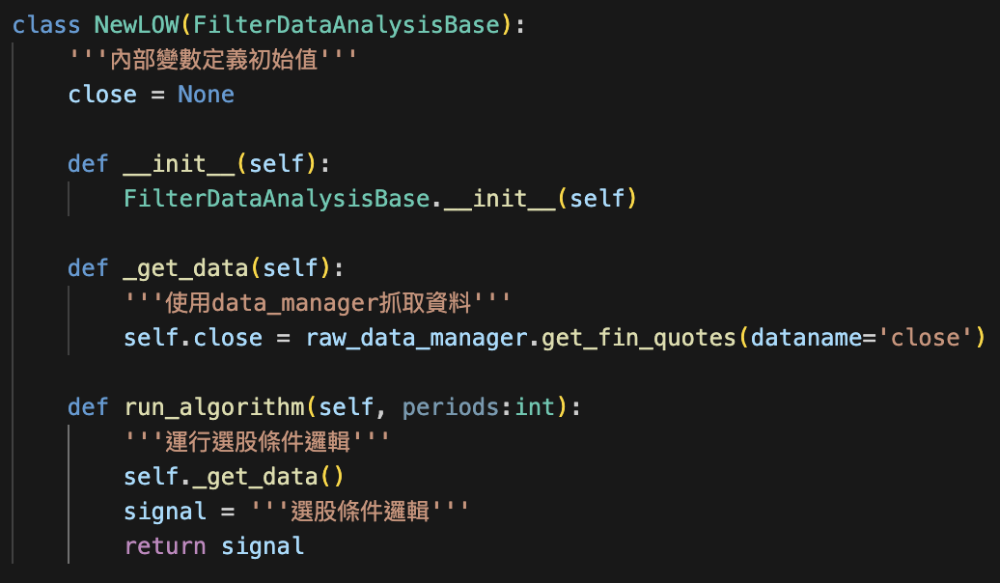 class NewLOW(FilterDataAnalysisBase):
    '''內部變數定義初始值'''
    close = None

    def __init__(self):
        FilterDataAnalysisBase.__init__(self)

    def _get_data(self):
        '''使用data_manager抓取資料'''
        self.close = raw_data_manager.get_fin_quotes(dataname='close')

    def run_algorithm(self, periods:int):
        '''運行選股條件邏輯'''
        self._get_data()
        signal = '''選股條件邏輯'''
        return signal